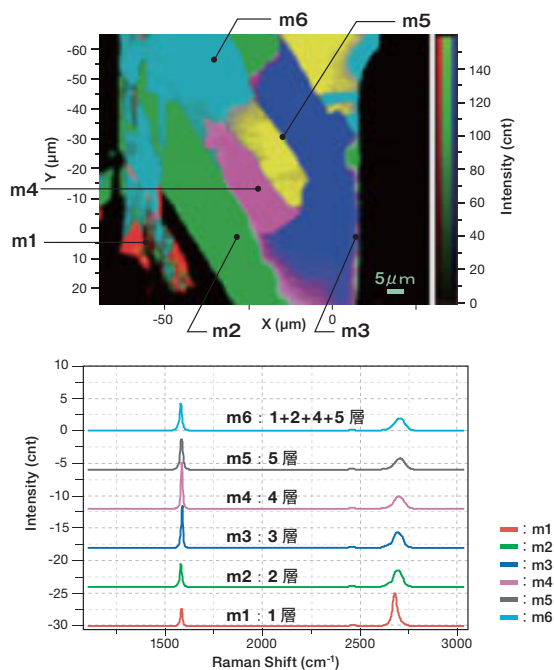 m6
m5
-60
-50
-40
-30
-20
-10
0
10
20
Y (μm)
m4
m1
140
120
100
80
60
40
20
0
Intensity (cnt)
5μm
-50
0
X (μm)
m2
m3
10
5
0
-5
-10
-15
-20
-25
-30
Intensity (cnt)
m6 : 1+2+4+5 層
m5 : 5 層
m4 : 4 層
m3 : 3 層
m2 : 2 層
m1 : 1 層
1500
2000
2500
3000
Raman Shift (cm⁻¹)
: m1
: m2
: m3
: m4
: m5
: m6